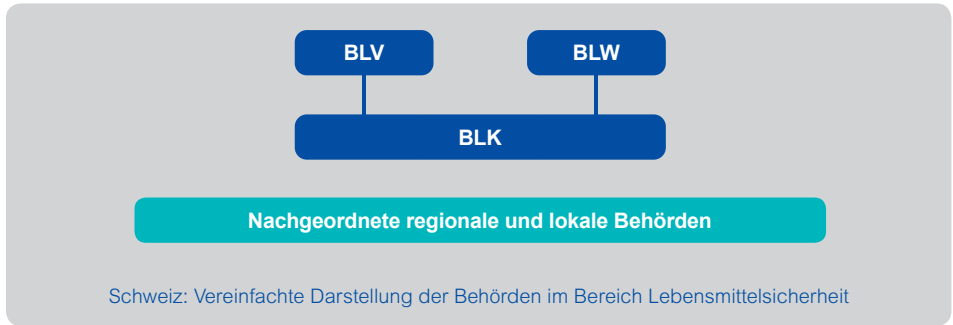 BLV
BLW
BLK
Nachgeordnete regionale und lokale Behörden
Schweiz: Vereinfachte Darstellung der Behörden im Bereich Lebensmittelsicherheit